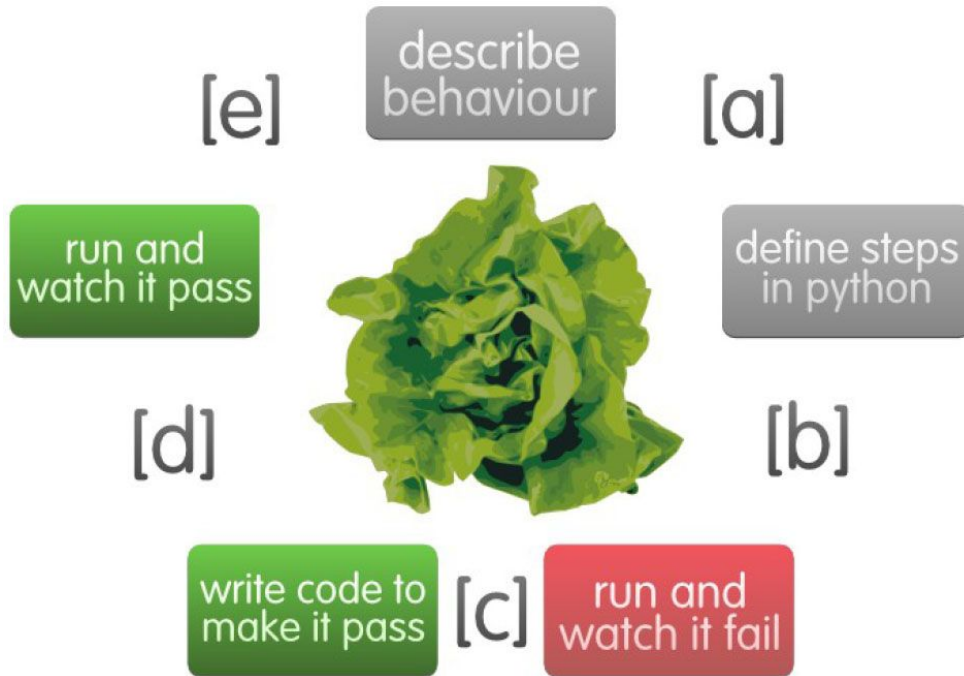 describe
behaviour
[e]
[a]
run and
watch it pass
define steps
in python
[d]
[b]
write code to
make it pass
[c]
run and
watch it fail